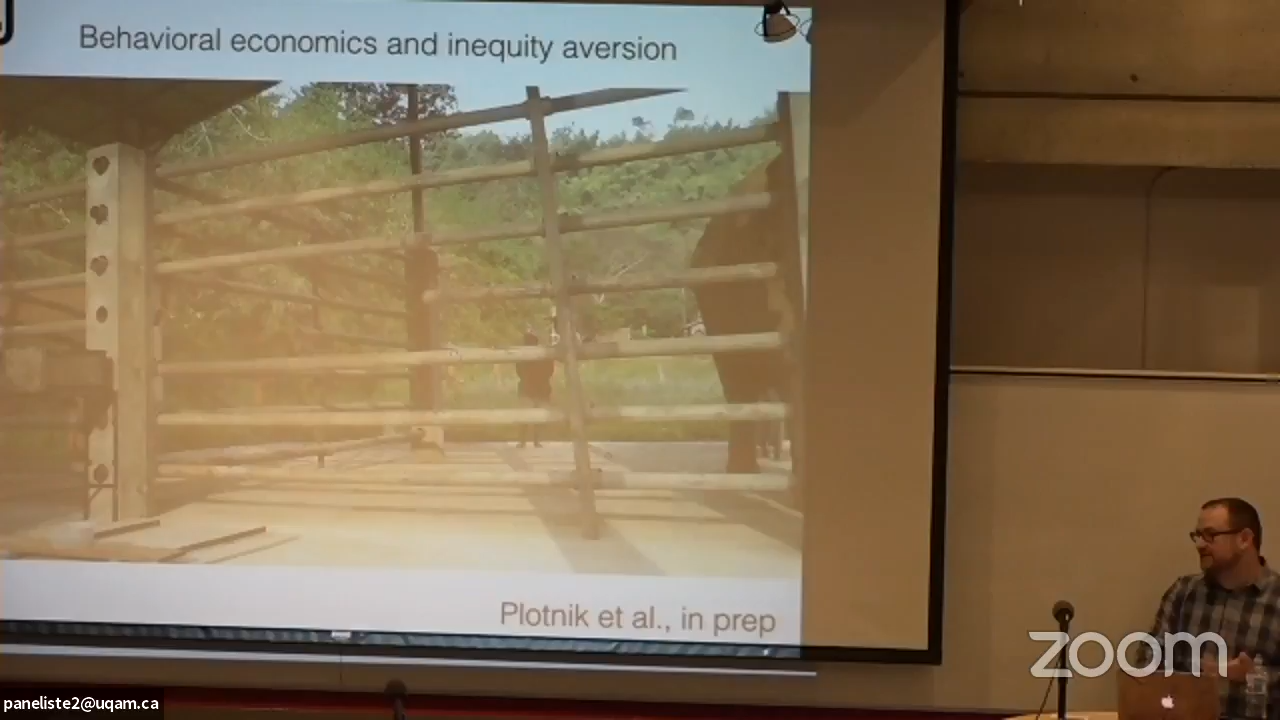 Behavioral economics and inequity aversion
Plotnik et al., in prep
zoom
paneliste2@uqam.ca